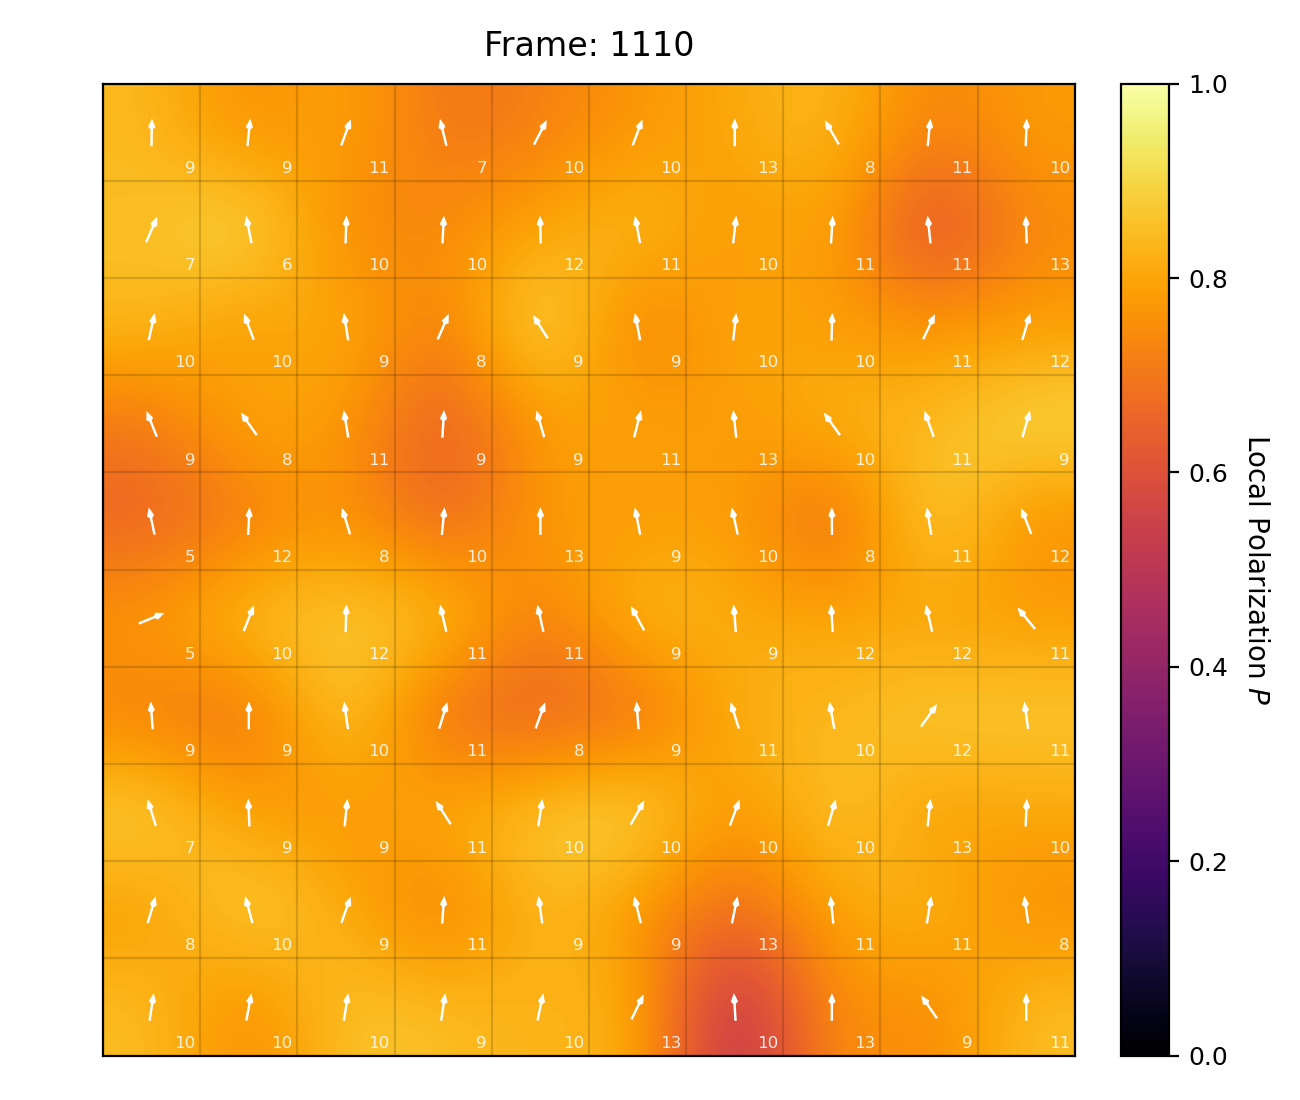 Frame: 1110
9 9 11 7 10 10 13 8 11 10
7 6 10 10 12 11 10 11 11 13
10 10 9 8 9 9 10 10 11 12
9 8 11 9 9 11 13 10 11 9
5 12 8 10 13 9 10 8 11 12
5 10 12 11 11 9 9 12 12 11
9 9 10 11 8 9 11 10 12 11
7 9 9 11 10 10 10 10 13 10
8 10 9 11 9 9 13 11 11 8
10 10 10 9 10 13 10 13 9 11
1.0
0.8
0.6
0.4
0.2
0.0
Local Polarization P